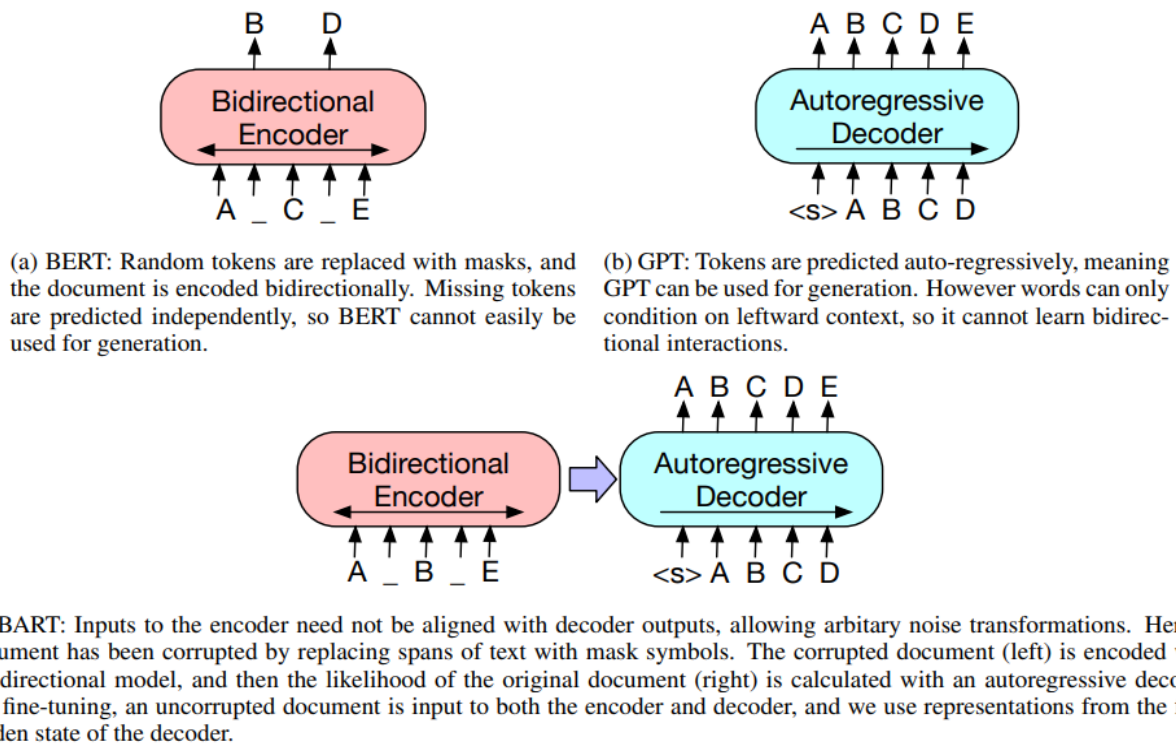 B D
Bidirectional
Encoder
A _ C _ E
A B C D E
Autoregressive
Decoder
<s> A B C D
(a) BERT: Random tokens are replaced with masks, and
the document is encoded bidirectionally. Missing tokens
are predicted independently, so BERT cannot easily be
used for generation.
(b) GPT: Tokens are predicted auto-regressively, meaning
GPT can be used for generation. However words can only
condition on leftward context, so it cannot learn bidirec-
tional interactions.
Bidirectional
Encoder
A _ B _ E
A B C D E
Autoregressive
Decoder
<s> A B C D
BART: Inputs to the encoder need not be aligned with decoder outputs, allowing arbitary noise transformations.
document has been corrupted by replacing spans of text with mask symbols. The corrupted document (left) is encoded
directional model, and then the likelihood of the original document (right) is calculated with an autoregressive
fine-tuning, an uncorrupted document is input to both the encoder and decoder, and we use representations from the
den state of the decoder.